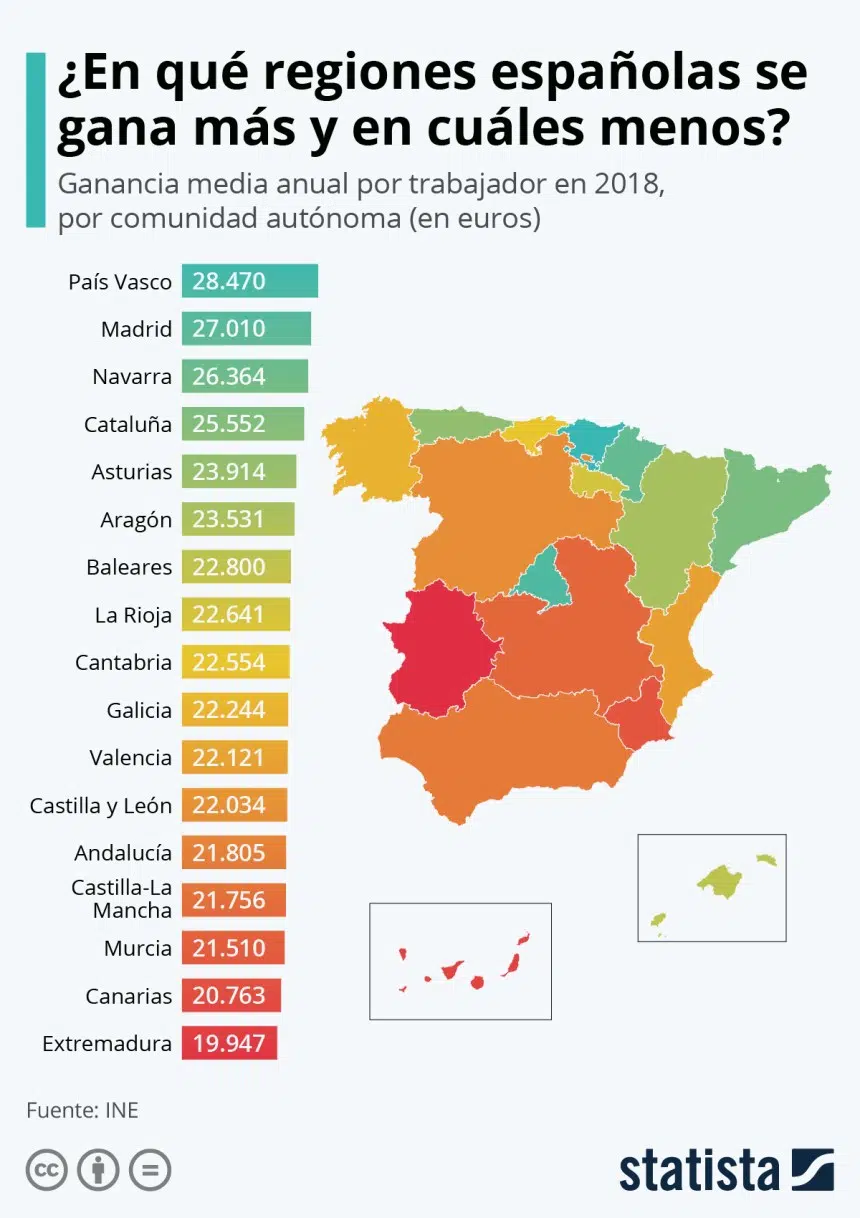 ¿En qué regiones españolas se
gana más y en cuáles menos?
Ganancia media anual por trabajador en 2018,
por comunidad autónoma (en euros)
País Vasco 28.470
Madrid 27.010
Navarra 26.364
Cataluña 25.552
Asturias 23.914
Aragón 23.531
Baleares 22.800
La Rioja 22.641
Cantabria 22.554
Galicia 22.244
Valencia 22.121
Castilla y León 22.034
Andalucía 21.805
Castilla-La
Mancha 21.756
Murcia 21.510
Canarias 20.763
Extremadura 19.947
Fuente: INE
cc
statista